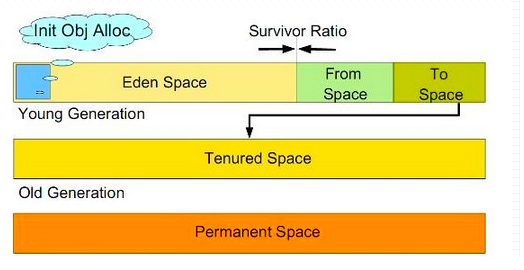 Init Obj Alloc
Survivor Ratio
Eden Space
From
Space
To
Space
Young Generation
Tenured Space
Old Generation
Permanent Space